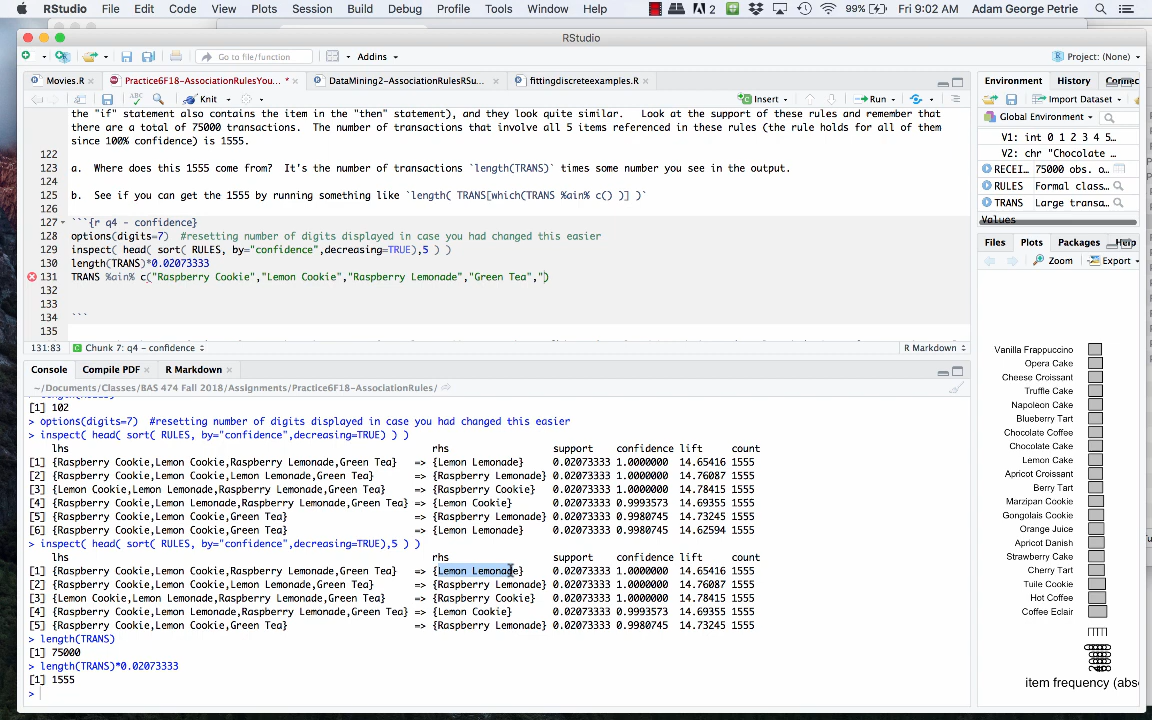 RStudio File Edit Code View Plots Session Build Debug Profile Tools Window Help 2 99% Fri 9:02 AM Adam George Petrie
RStudio
Go to file/function Addins Project: (None)
Movies.R Practice6F18-AssociationRulesYou... * DataMining2-AssociationRulesRSu... fittingdiscreteexamples.R
Environment History Connec
ABC Knit Insert Run Import Dataset
Global Environment
the "if" statement also contains the item in the "then" statement), and they look quite similar. Look at the support of these rules and remember that
there are a total of 75000 transactions. The number of transactions that involve all 5 items referenced in these rules (the rule holds for all of them
since 100% confidence) is 1555.
122
123 a. Where does this 1555 come from? It's the number of transactions `length(TRANS)` times some number you see in the output.
124
125 b. See if you can get the 1555 by running something like `length( TRANS[which(TRANS %ain% c() )] )`
126
127 ```{r q4 - confidence}
128 options(digits=7) #resetting number of digits displayed in case you had changed this easier
129 inspect( head( sort( RULES, by="confidence",decreasing=TRUE),5 ) )
130 length(TRANS)*0.02073333
131 TRANS %ain% c("Raspberry Cookie","Lemon Cookie","Raspberry Lemonade","Green Tea",")
132
133
134 ```
135
131:83 Chunk 7: q4 - confidence R Markdown
V1: int 0 1 2 3 4 5...
V2: chr "Chocolate ...
RECEI... 75000 obs. o...
RULES Formal class...
TRANS Large transa...
Values
Files Plots Packages Help
Zoom Export
Vanilla Frappuccino
Opera Cake
Cheese Croissant
Truffle Cake
Napoleon Cake
Blueberry Tart
Chocolate Coffee
Chocolate Cake
Lemon Cake
Apricot Croissant
Berry Tart
Marzipan Cookie
Gongolais Cookie
Orange Juice
Apricot Danish
Strawberry Cake
Cherry Tart
Tuile Cookie
Hot Coffee
Coffee Eclair
item frequency (abs
Console Compile PDF R Markdown
~/Documents/Classes/BAS 474 Fall 2018/Assignments/Practice6F18-AssociationRules/
[1] 102
> options(digits=7) #resetting number of digits displayed in case you had changed this easier
> inspect( head( sort( RULES, by="confidence",decreasing=TRUE) ) )
lhs rhs support confidence lift count
[1] {Raspberry Cookie,Lemon Cookie,Raspberry Lemonade,Green Tea} => {Lemon Lemonade} 0.02073333 1.0000000 14.65416 1555
[2] {Raspberry Cookie,Lemon Cookie,Lemon Lemonade,Green Tea} => {Raspberry Lemonade} 0.02073333 1.0000000 14.76087 1555
[3] {Lemon Cookie,Lemon Lemonade,Raspberry Lemonade,Green Tea} => {Raspberry Cookie} 0.02073333 1.0000000 14.78415 1555
[4] {Raspberry Cookie,Lemon Lemonade,Raspberry Lemonade,Green Tea} => {Lemon Cookie} 0.02073333 0.9993573 14.69355 1555
[5] {Raspberry Cookie,Lemon Cookie,Green Tea} => {Raspberry Lemonade} 0.02073333 0.9980745 14.73245 1555
[6] {Raspberry Cookie,Lemon Cookie,Green Tea} => {Lemon Lemonade} 0.02073333 0.9980745 14.62594 1555
> inspect( head( sort( RULES, by="confidence",decreasing=TRUE),5 ) )
lhs rhs support confidence lift count
[1] {Raspberry Cookie,Lemon Cookie,Raspberry Lemonade,Green Tea} => {Lemon Lemonade} 0.02073333 1.0000000 14.65416 1555
[2] {Raspberry Cookie,Lemon Cookie,Lemon Lemonade,Green Tea} => {Raspberry Lemonade} 0.02073333 1.0000000 14.76087 1555
[3] {Lemon Cookie,Lemon Lemonade,Raspberry Lemonade,Green Tea} => {Raspberry Cookie} 0.02073333 1.0000000 14.78415 1555
[4] {Raspberry Cookie,Lemon Lemonade,Raspberry Lemonade,Green Tea} => {Lemon Cookie} 0.02073333 0.9993573 14.69355 1555
[5] {Raspberry Cookie,Lemon Cookie,Green Tea} => {Raspberry Lemonade} 0.02073333 0.9980745 14.73245 1555
> length(TRANS)
[1] 75000
> length(TRANS)*0.02073333
[1] 1555
>